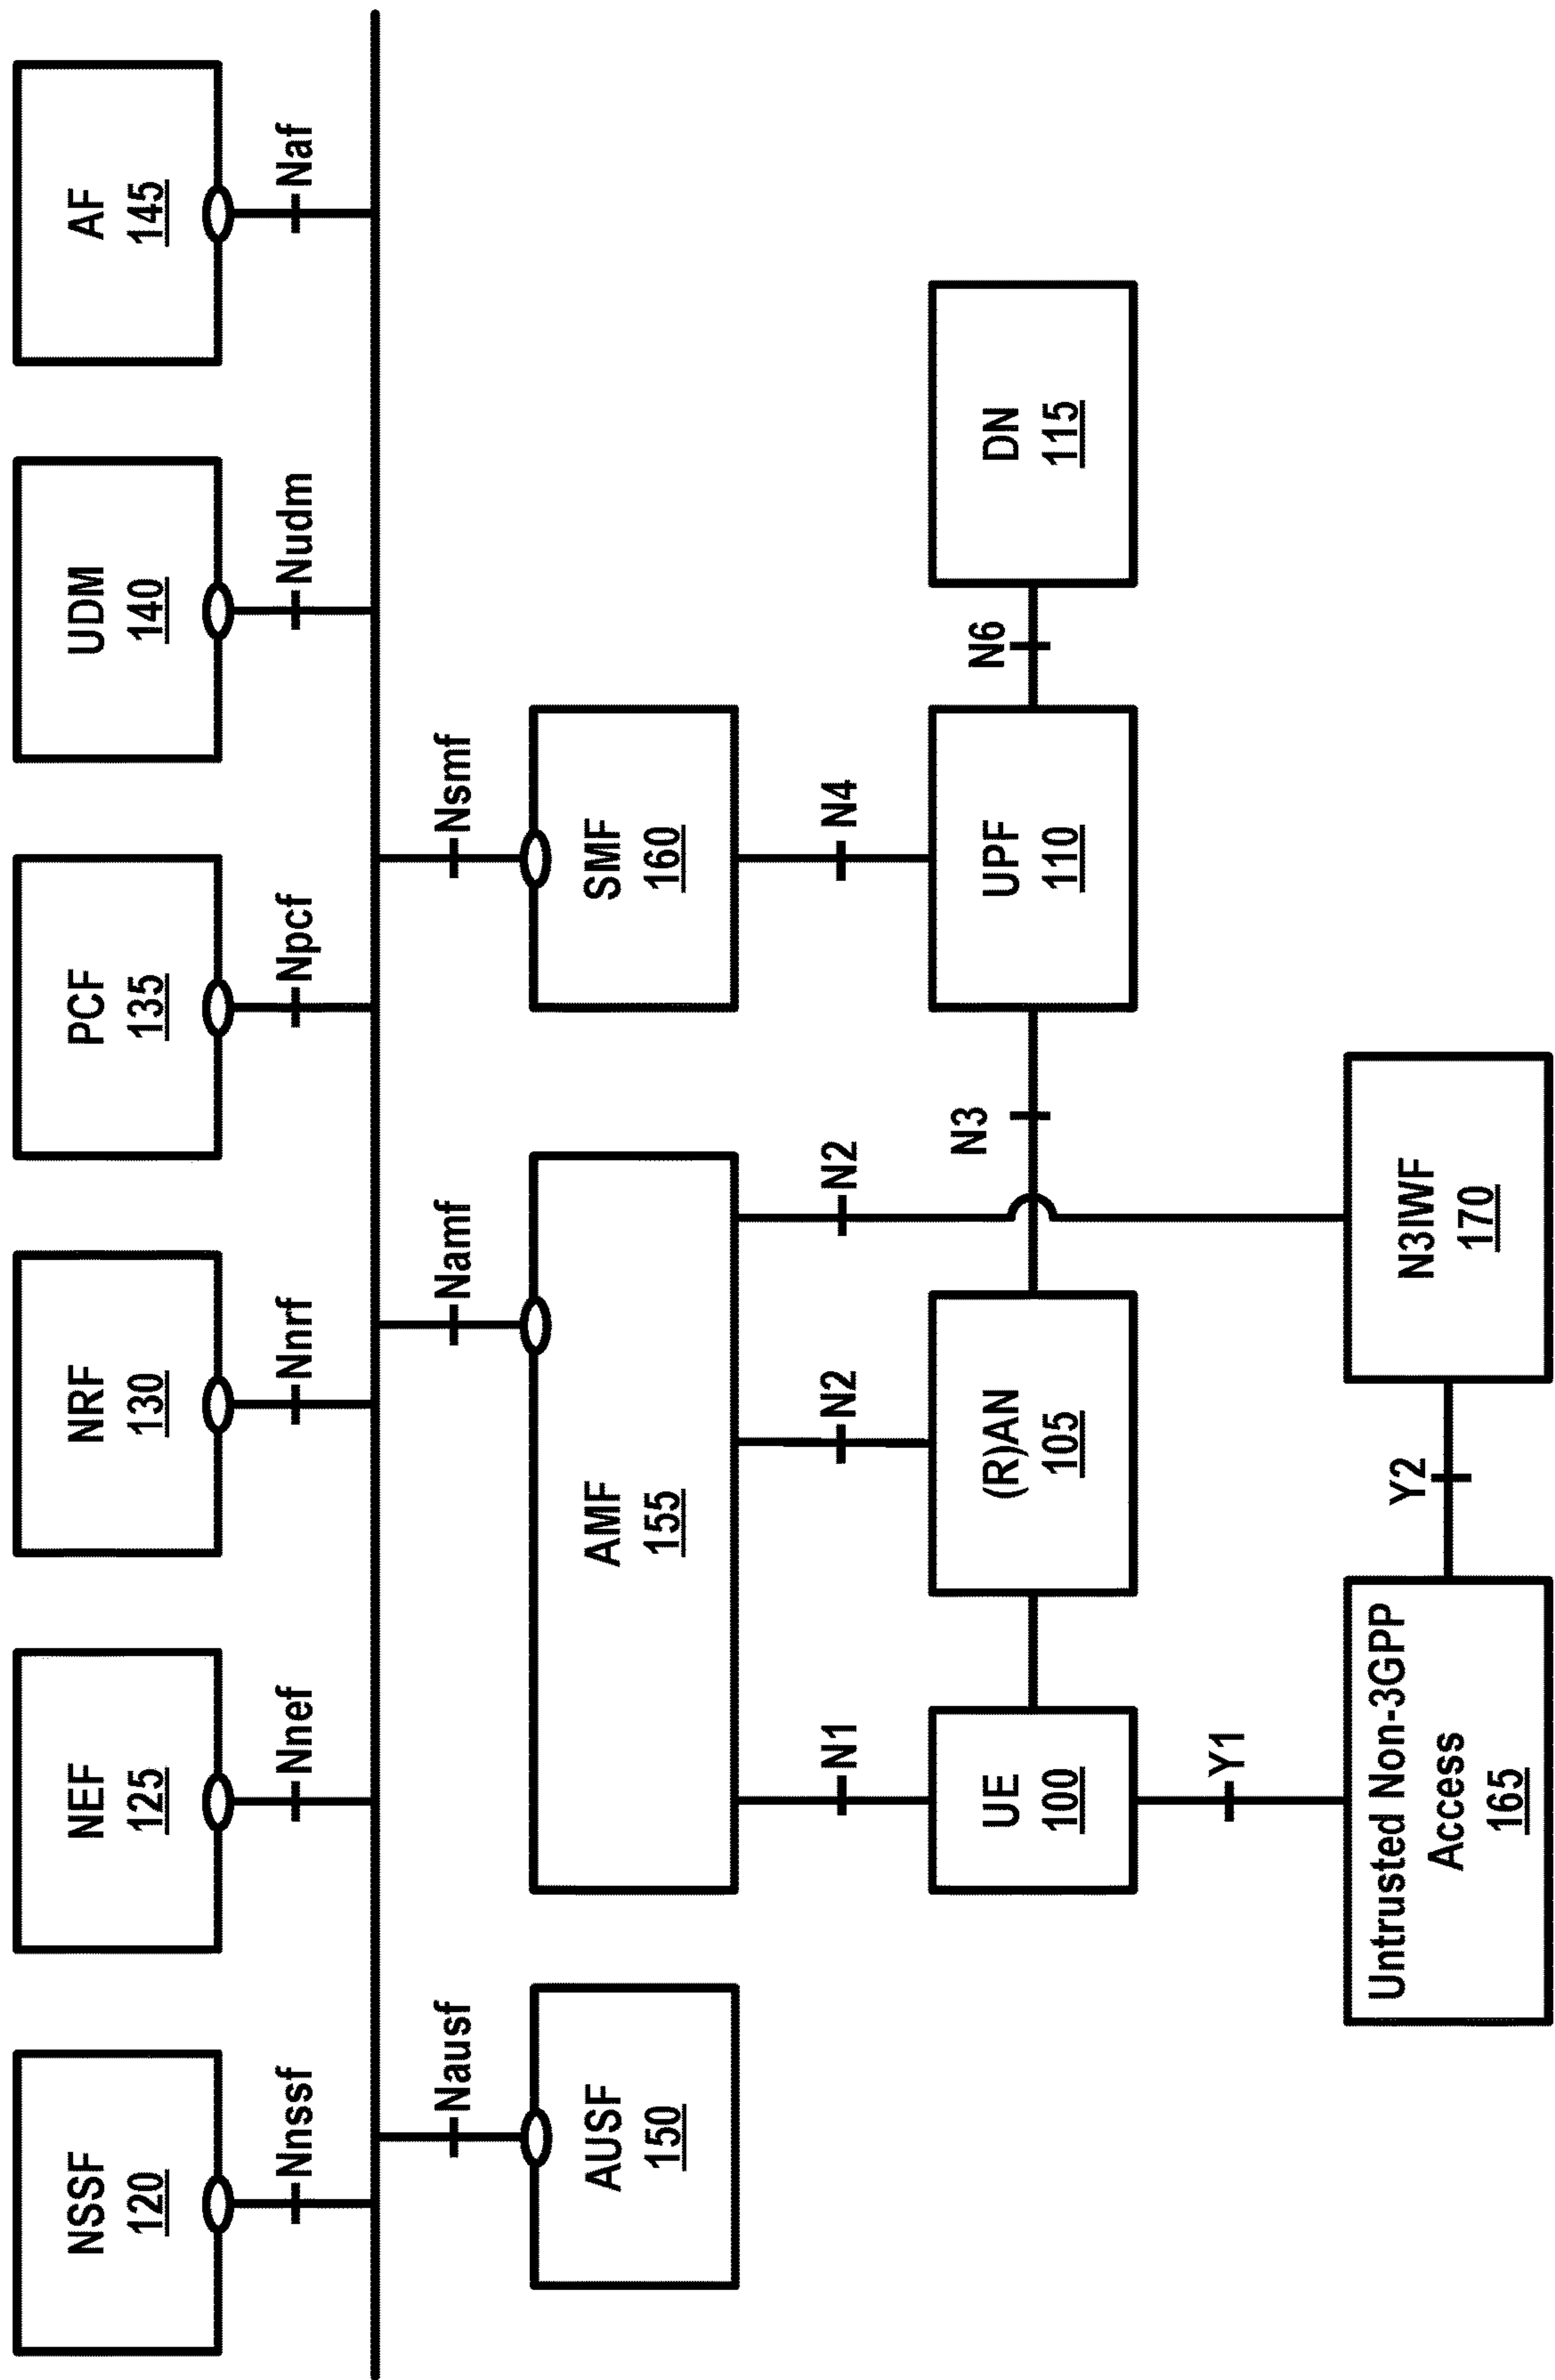 NSSF
120
NEF
125
NRF
130
PCF
135
UDM
140
AF
145
Nnssf
Nnef
Nnrf
Npcf
Nudm
Naf
Nausf
Namf
Nsmf
AUSF
150
AMF
155
SMF
160
N1
N2
N2
N4
UE
100
(R)AN
105
N3
UPF
110
N6
DN
115
Y1
Untrusted Non-3GPP
Access
165
Y2
N3IWF
170